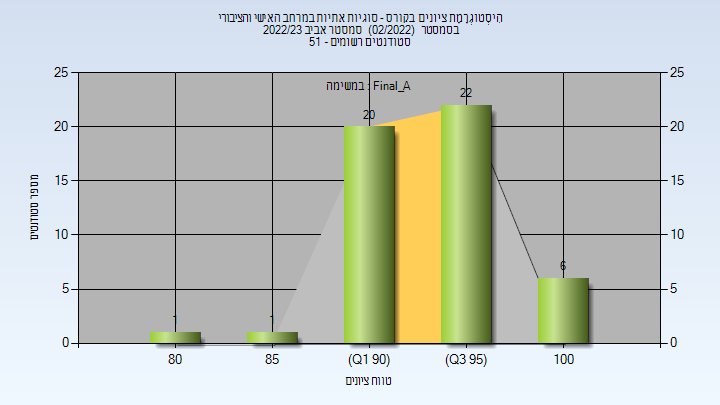 הִיסְטוגְרָמַת ציונים בקורס - סוגיות אתיות במרחב האישי והציבורי
בסמסטר (02/2022) סמסטר אביב 2022/23
סטודנטים רשומים - 51
במשימה : Final_A
25 25
22
20 20 20
15 15
10 10
6
5 5
1 1
0 0
80 85 (Q1 90) (Q3 95) 100
מספר סטודנטים
טווח ציונים